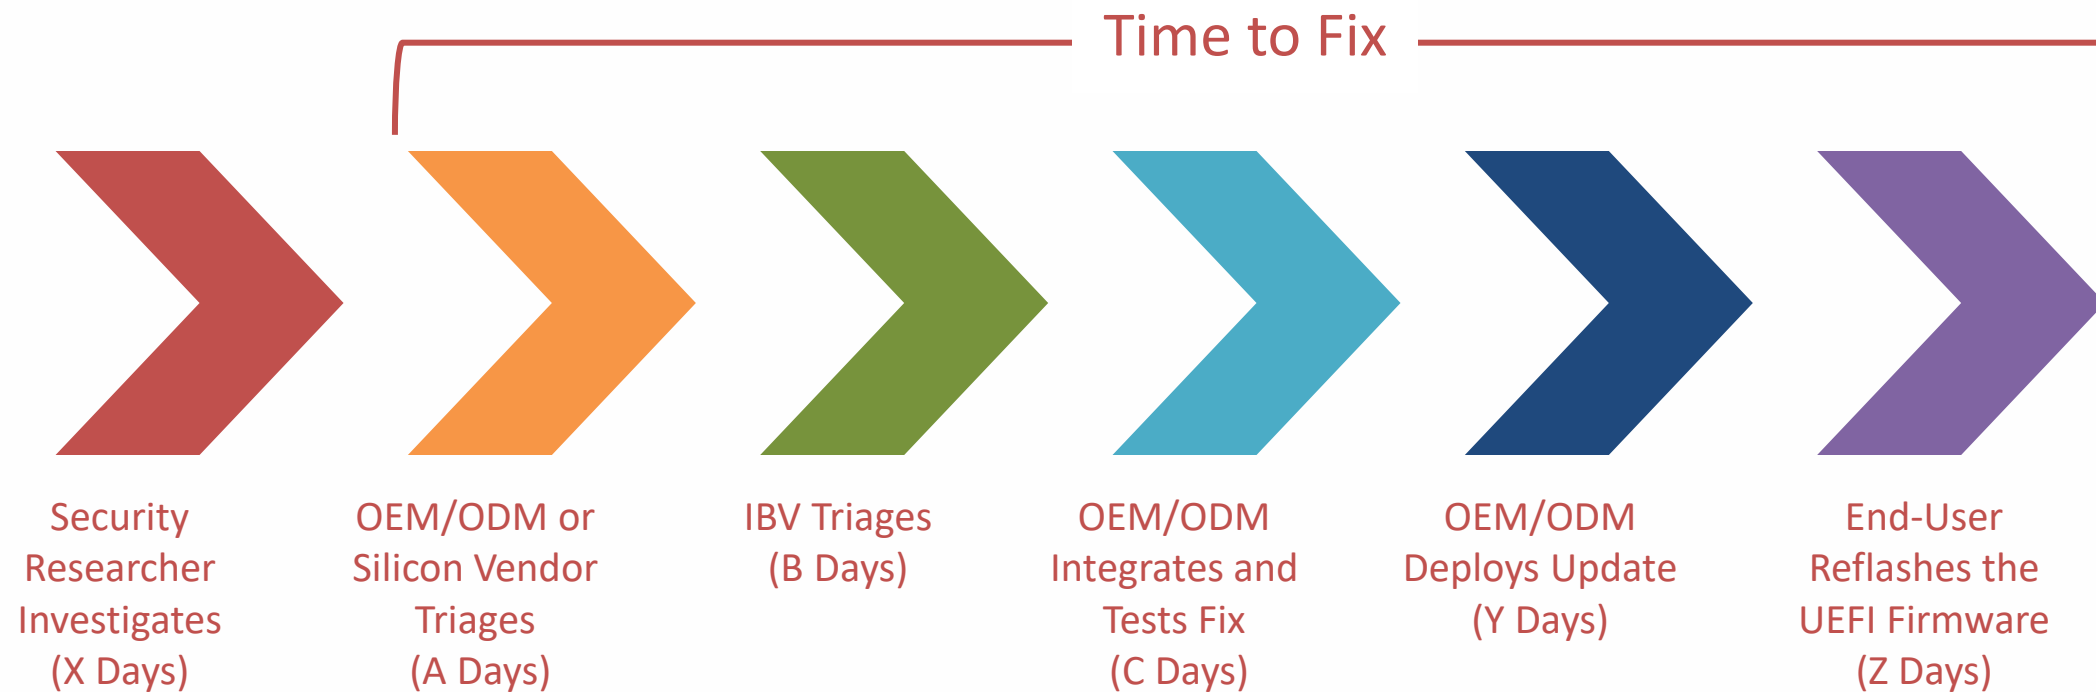 Time to Fix
Security
Researcher
Investigates
(X Days)
OEM/ODM or
Silicon Vendor
Triages
(A Days)
IBV Triages
(B Days)
OEM/ODM
Integrates and
Tests Fix
(C Days)
OEM/ODM
Deploys Update
(Y Days)
End-User
Reflashes the
UEFI Firmware
(Z Days)